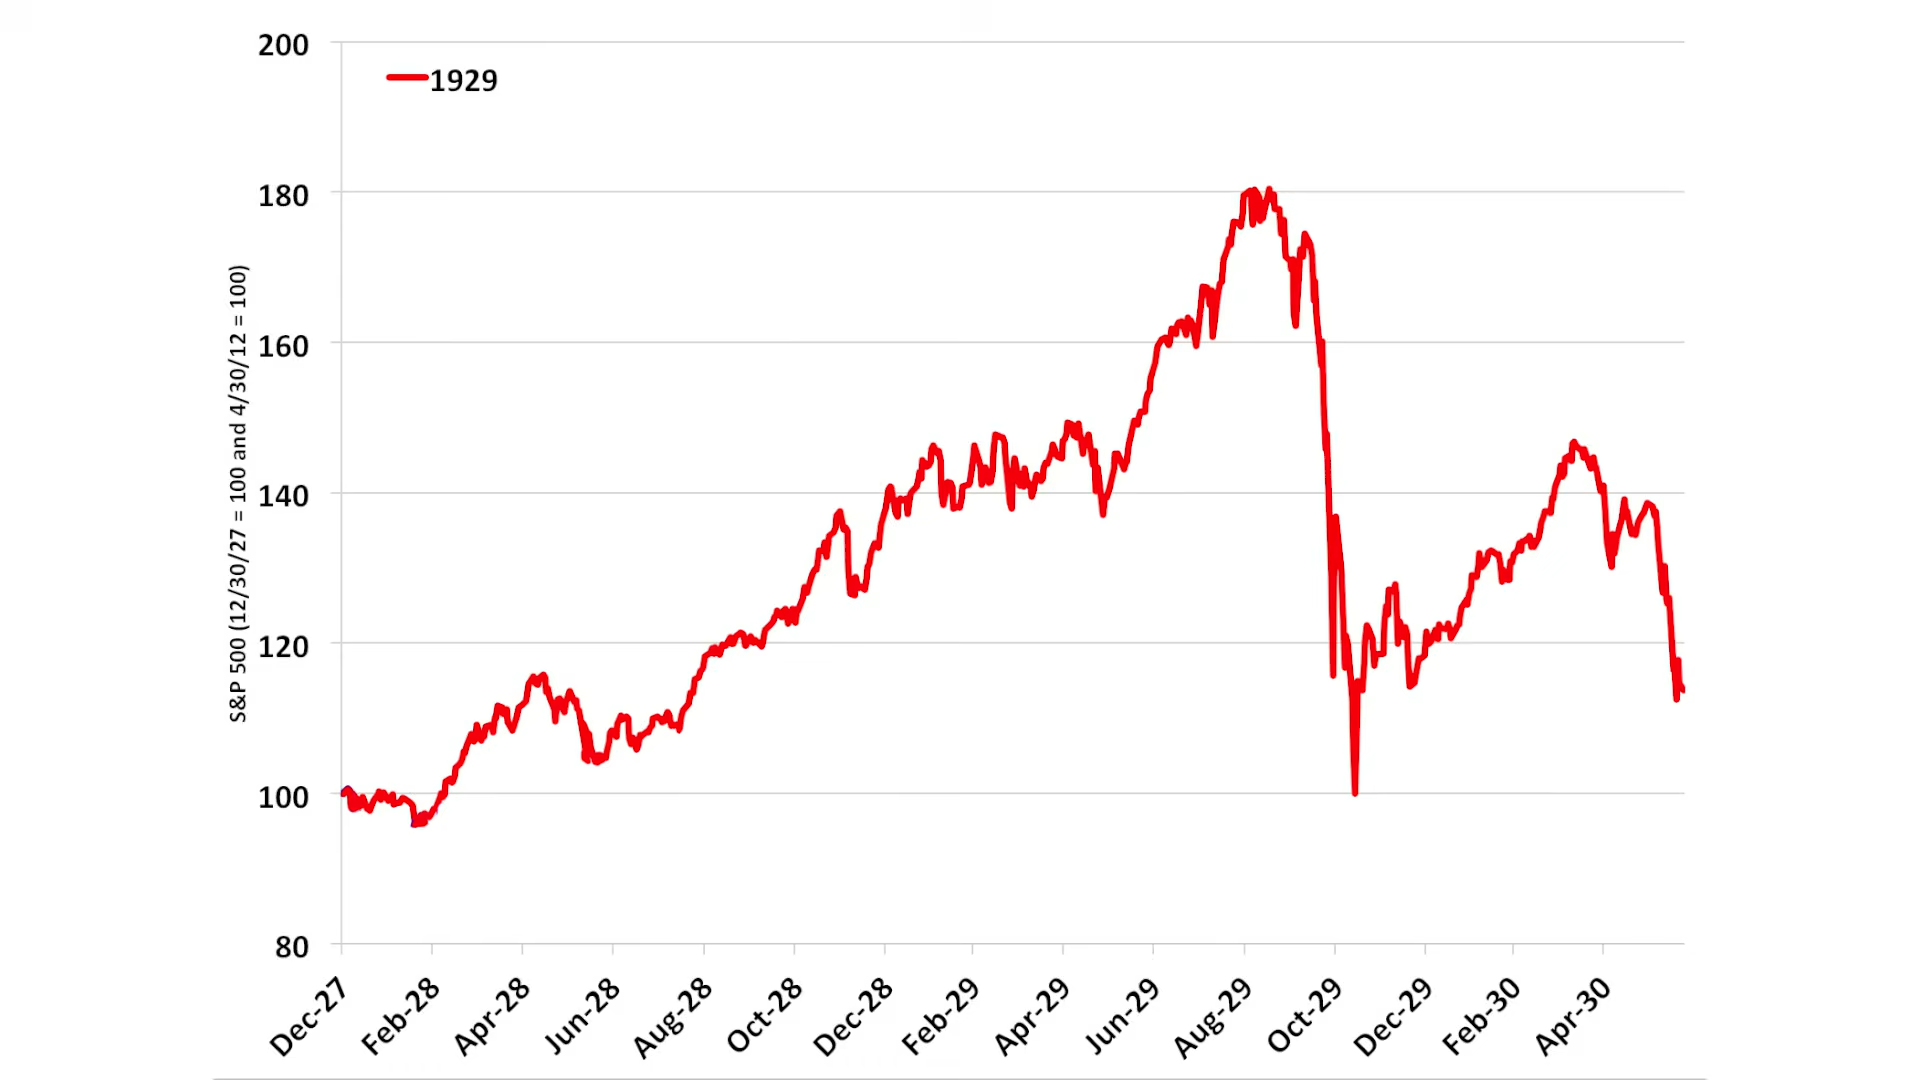 200
1929
180
160
140
120
100
80
S&P 500 (12/30/27 = 100 and 4/30/12 = 100)
Dec-27
Feb-28
Apr-28
Jun-28
Aug-28
Oct-28
Dec-28
Feb-29
Apr-29
Jun-29
Aug-29
Oct-29
Dec-29
Feb-30
Apr-30